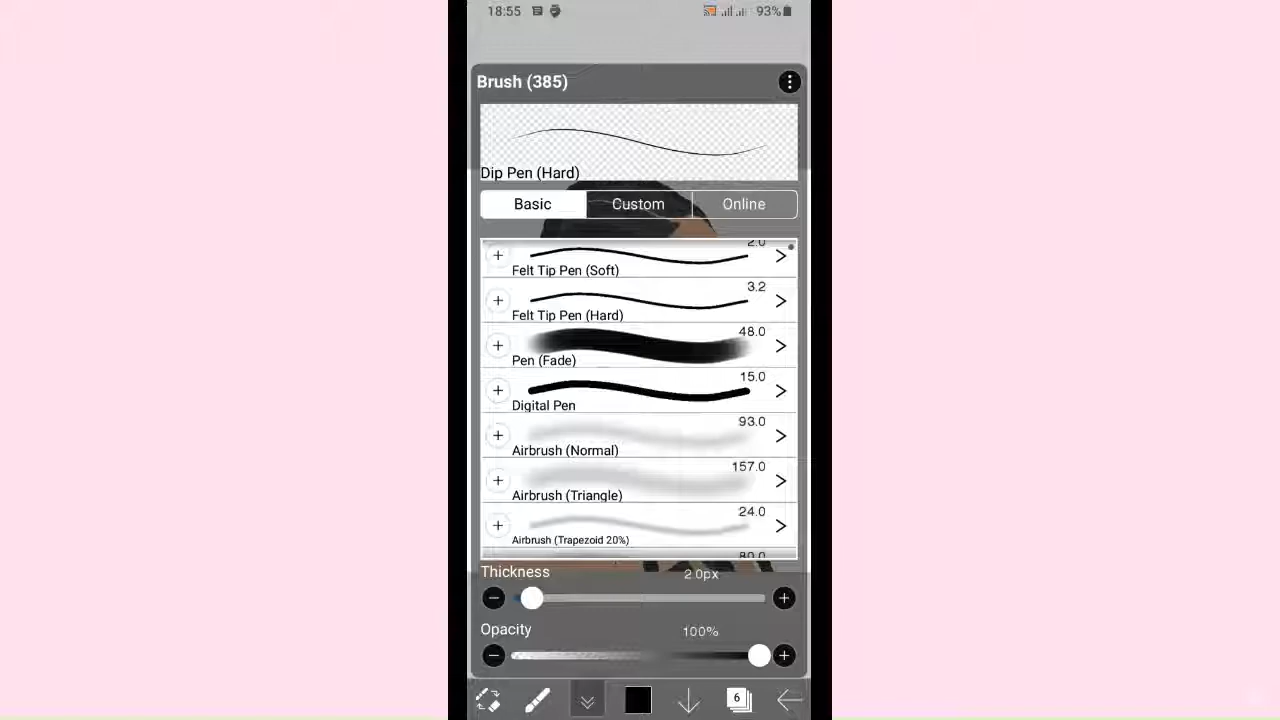 18:55 93%
Brush (385)
Dip Pen (Hard)
Basic Custom Online
2.0
Felt Tip Pen (Soft)
3.2
Felt Tip Pen (Hard)
48.0
Pen (Fade)
15.0
Digital Pen
93.0
Airbrush (Normal)
157.0
Airbrush (Triangle)
24.0
Airbrush (Trapezoid 20%)
80.0
Thickness 2.0px
Opacity 100%
6